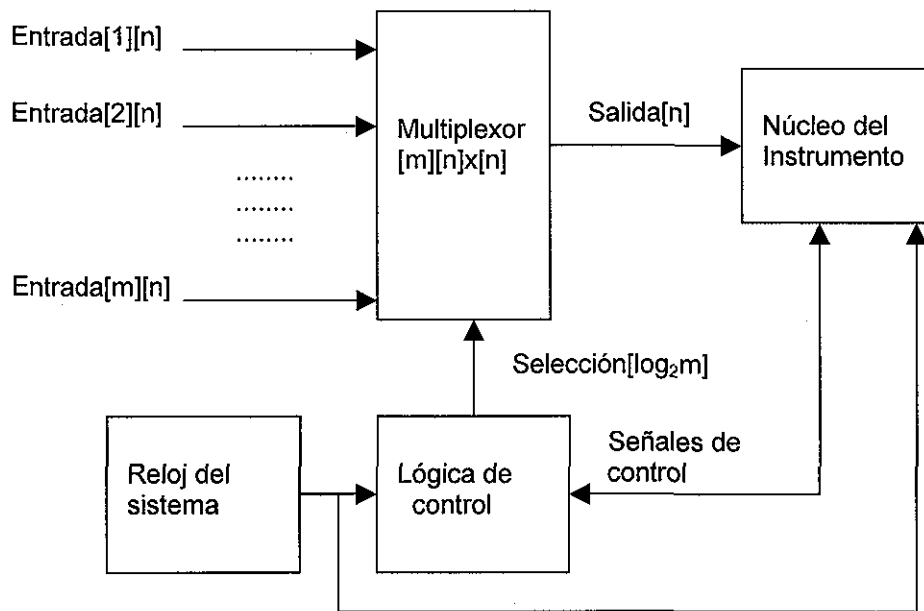 Entrada[1][n]
Entrada[2][n]
........
........
........
Entrada[m][n]
Multiplexor
[m][n]x[n]
Salida[n]
Núcleo del
Instrumento
Selección[log₂m]
Reloj del
sistema
Lógica de
control
Señales de
control